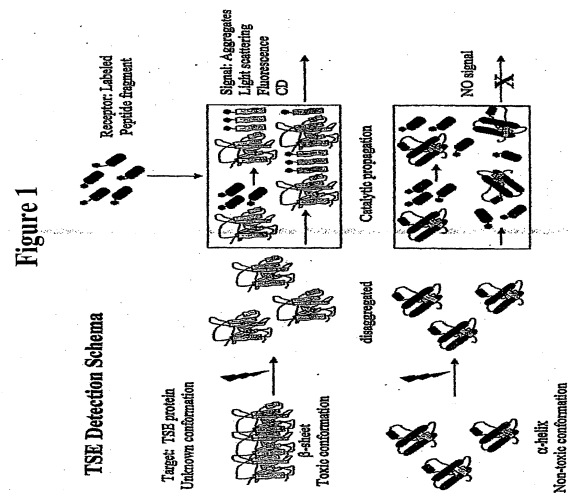 Figure 1
TSE Detection Schema
Receptor: Labeled
Peptide fragment
Target: TSE protein
Unknown conformation
Signal: Aggregates
Light scattering
Fluorescence
CD
β-sheet
Toxic conformation
disaggregated
Catalytic propagation
NO signal
X
α-helix
Non-toxic conformation